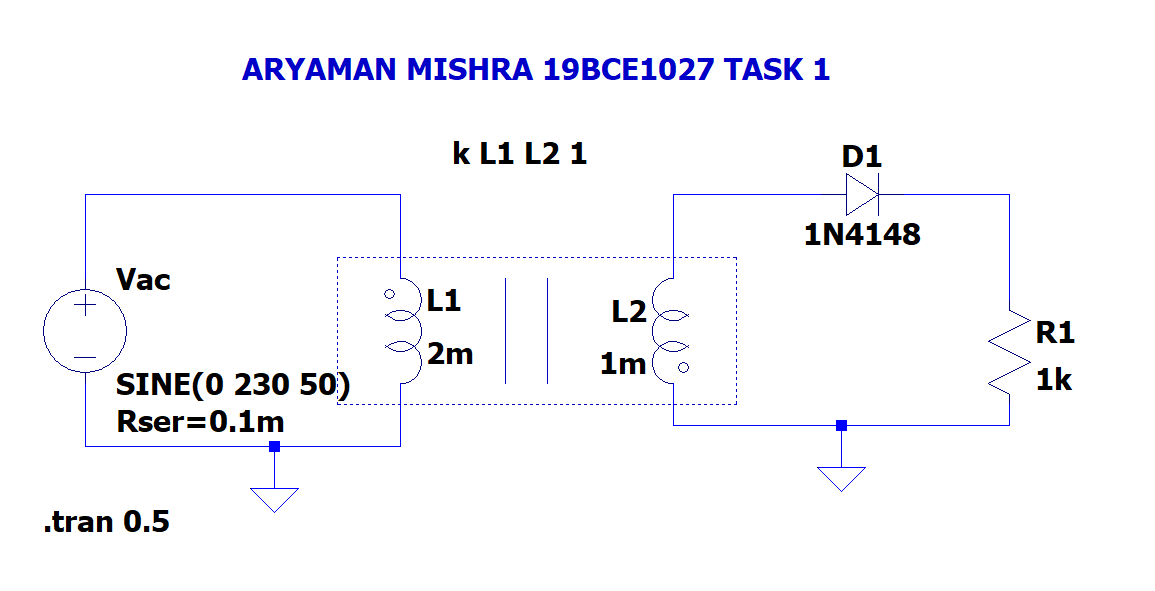 ARYAMAN MISHRA 19BCE1027 TASK 1
k L1 L2 1
D1
1N4148
Vac
L1
2m
L2
1m
R1
1k
SINE(0 230 50)
Rser=0.1m
.tran 0.5